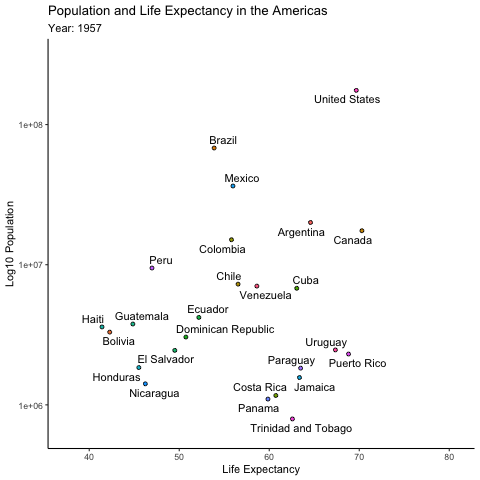 Population and Life Expectancy in the Americas
Year: 1957
United States
1e+08
Brazil
Mexico
Argentina
Canada
Colombia
Log10 Population
1e+07
Peru
Chile
Cuba
Venezuela
Ecuador
Haiti
Guatemala
Dominican Republic
Bolivia
Uruguay
El Salvador
Paraguay
Puerto Rico
Honduras
Costa Rica
Jamaica
Nicaragua
1e+06
Panama
Trinidad and Tobago
40
50
60
70
80
Life Expectancy